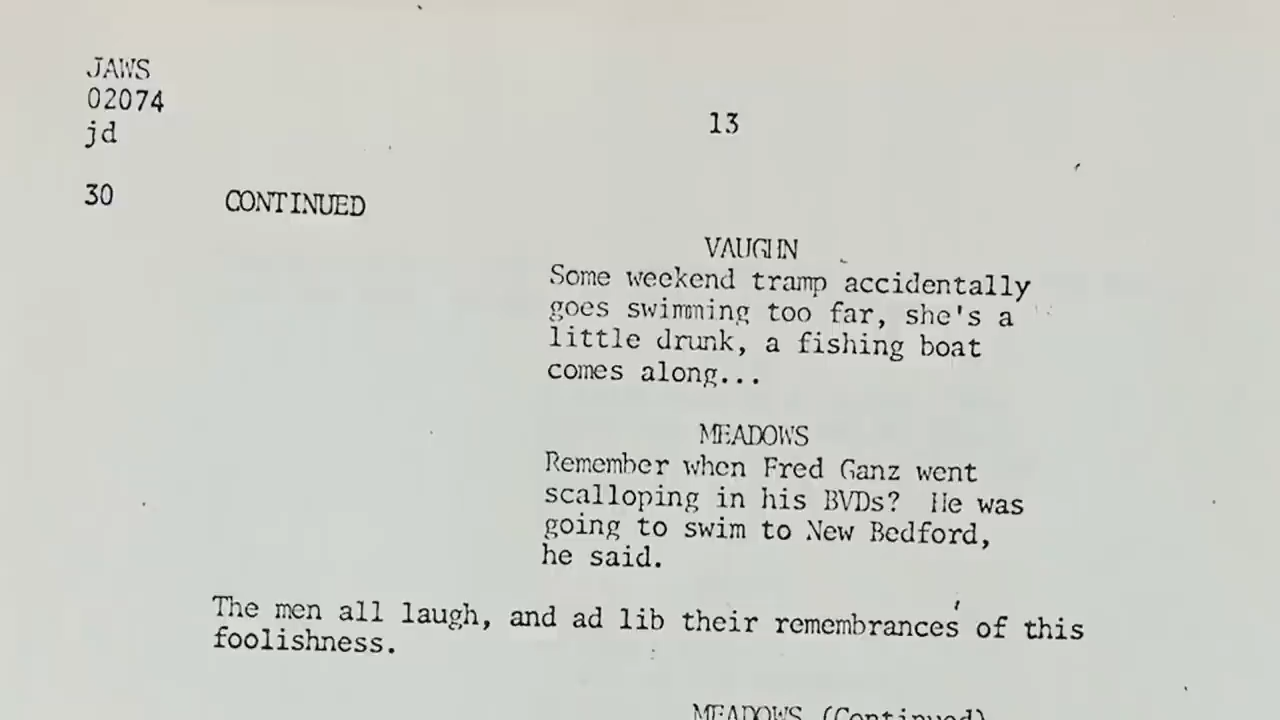 JAWS
02074
jd
13
30 CONTINUED
VAUGHN
Some weekend tramp accidentally
goes swimming too far, she's a
little drunk, a fishing boat
comes along...
MEADOWS
Remember when Fred Ganz went
scalloping in his BVDs? He was
going to swim to New Bedford,
he said.
The men all laugh, and ad lib their remembrances of this
foolishness.
MEADOWS (Continued)